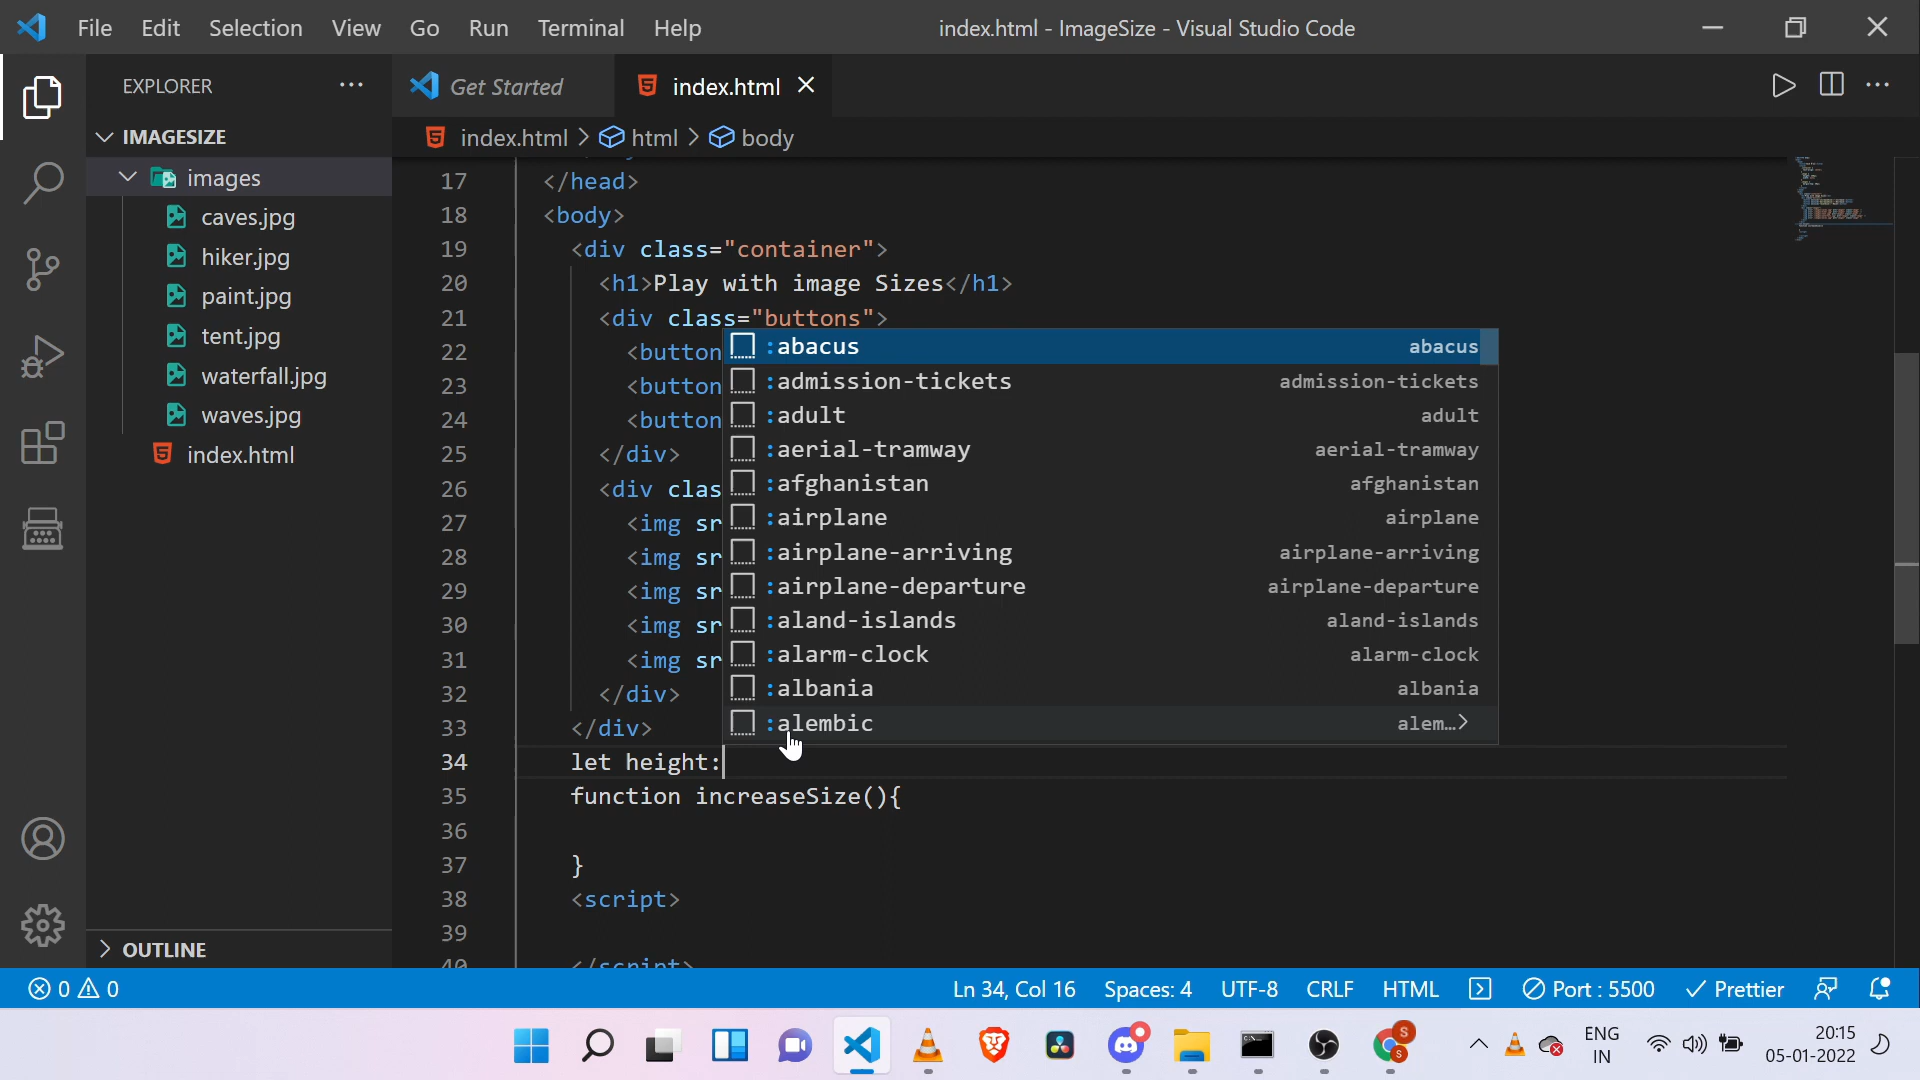 File Edit Selection View Go Run Terminal Help
index.html - ImageSize - Visual Studio Code
EXPLORER
Get Started
index.html
IMAGESIZE
index.html > html > body
images
caves.jpg
hiker.jpg
paint.jpg
tent.jpg
waterfall.jpg
waves.jpg
index.html
OUTLINE
17 </head>
18 <body>
19 <div class="container">
20 <h1>Play with image Sizes</h1>
21 <div class="buttons">
22 <button
23 <button
24 <button
25 </div>
26 <div clas
27 <img sr
28 <img sr
29 <img sr
30 <img sr
31 <img sr
32 </div>
33 </div>
34 let height:
35 function increaseSize(){
36
37 }
38 <script>
39
40 </script>
:abacus abacus
:admission-tickets admission-tickets
:adult adult
:aerial-tramway aerial-tramway
:afghanistan afghanistan
:airplane airplane
:airplane-arriving airplane-arriving
:airplane-departure airplane-departure
:aland-islands aland-islands
:alarm-clock alarm-clock
:albania albania
:alembic alem…>
0 0
Ln 34, Col 16 Spaces: 4 UTF-8 CRLF HTML Port : 5500 Prettier
S
S
ENG
IN
20:15
05-01-2022